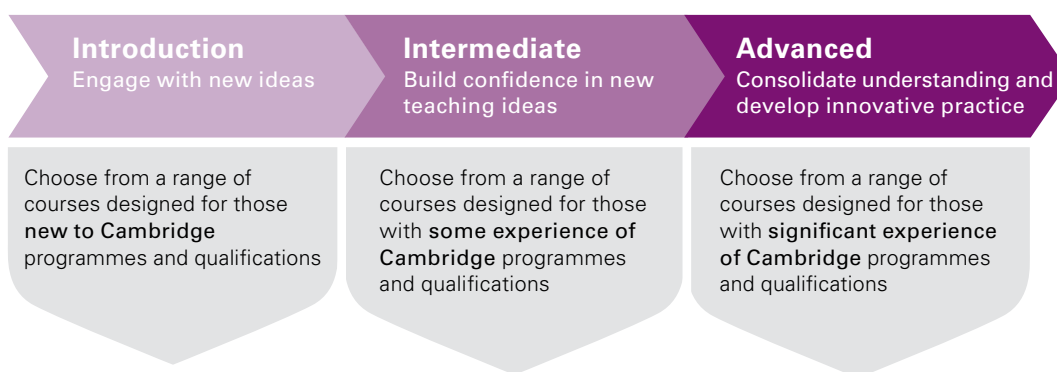 Introduction
Engage with new ideas
Intermediate
Build confidence in new
teaching ideas
Advanced
Consolidate understanding and
develop innovative practice
Choose from a range of
courses designed for those
new to Cambridge
programmes and qualifications
Choose from a range of
courses designed for those
with some experience of
Cambridge programmes
and qualifications
Choose from a range of
courses designed for those
with significant experience
of Cambridge programmes
and qualifications